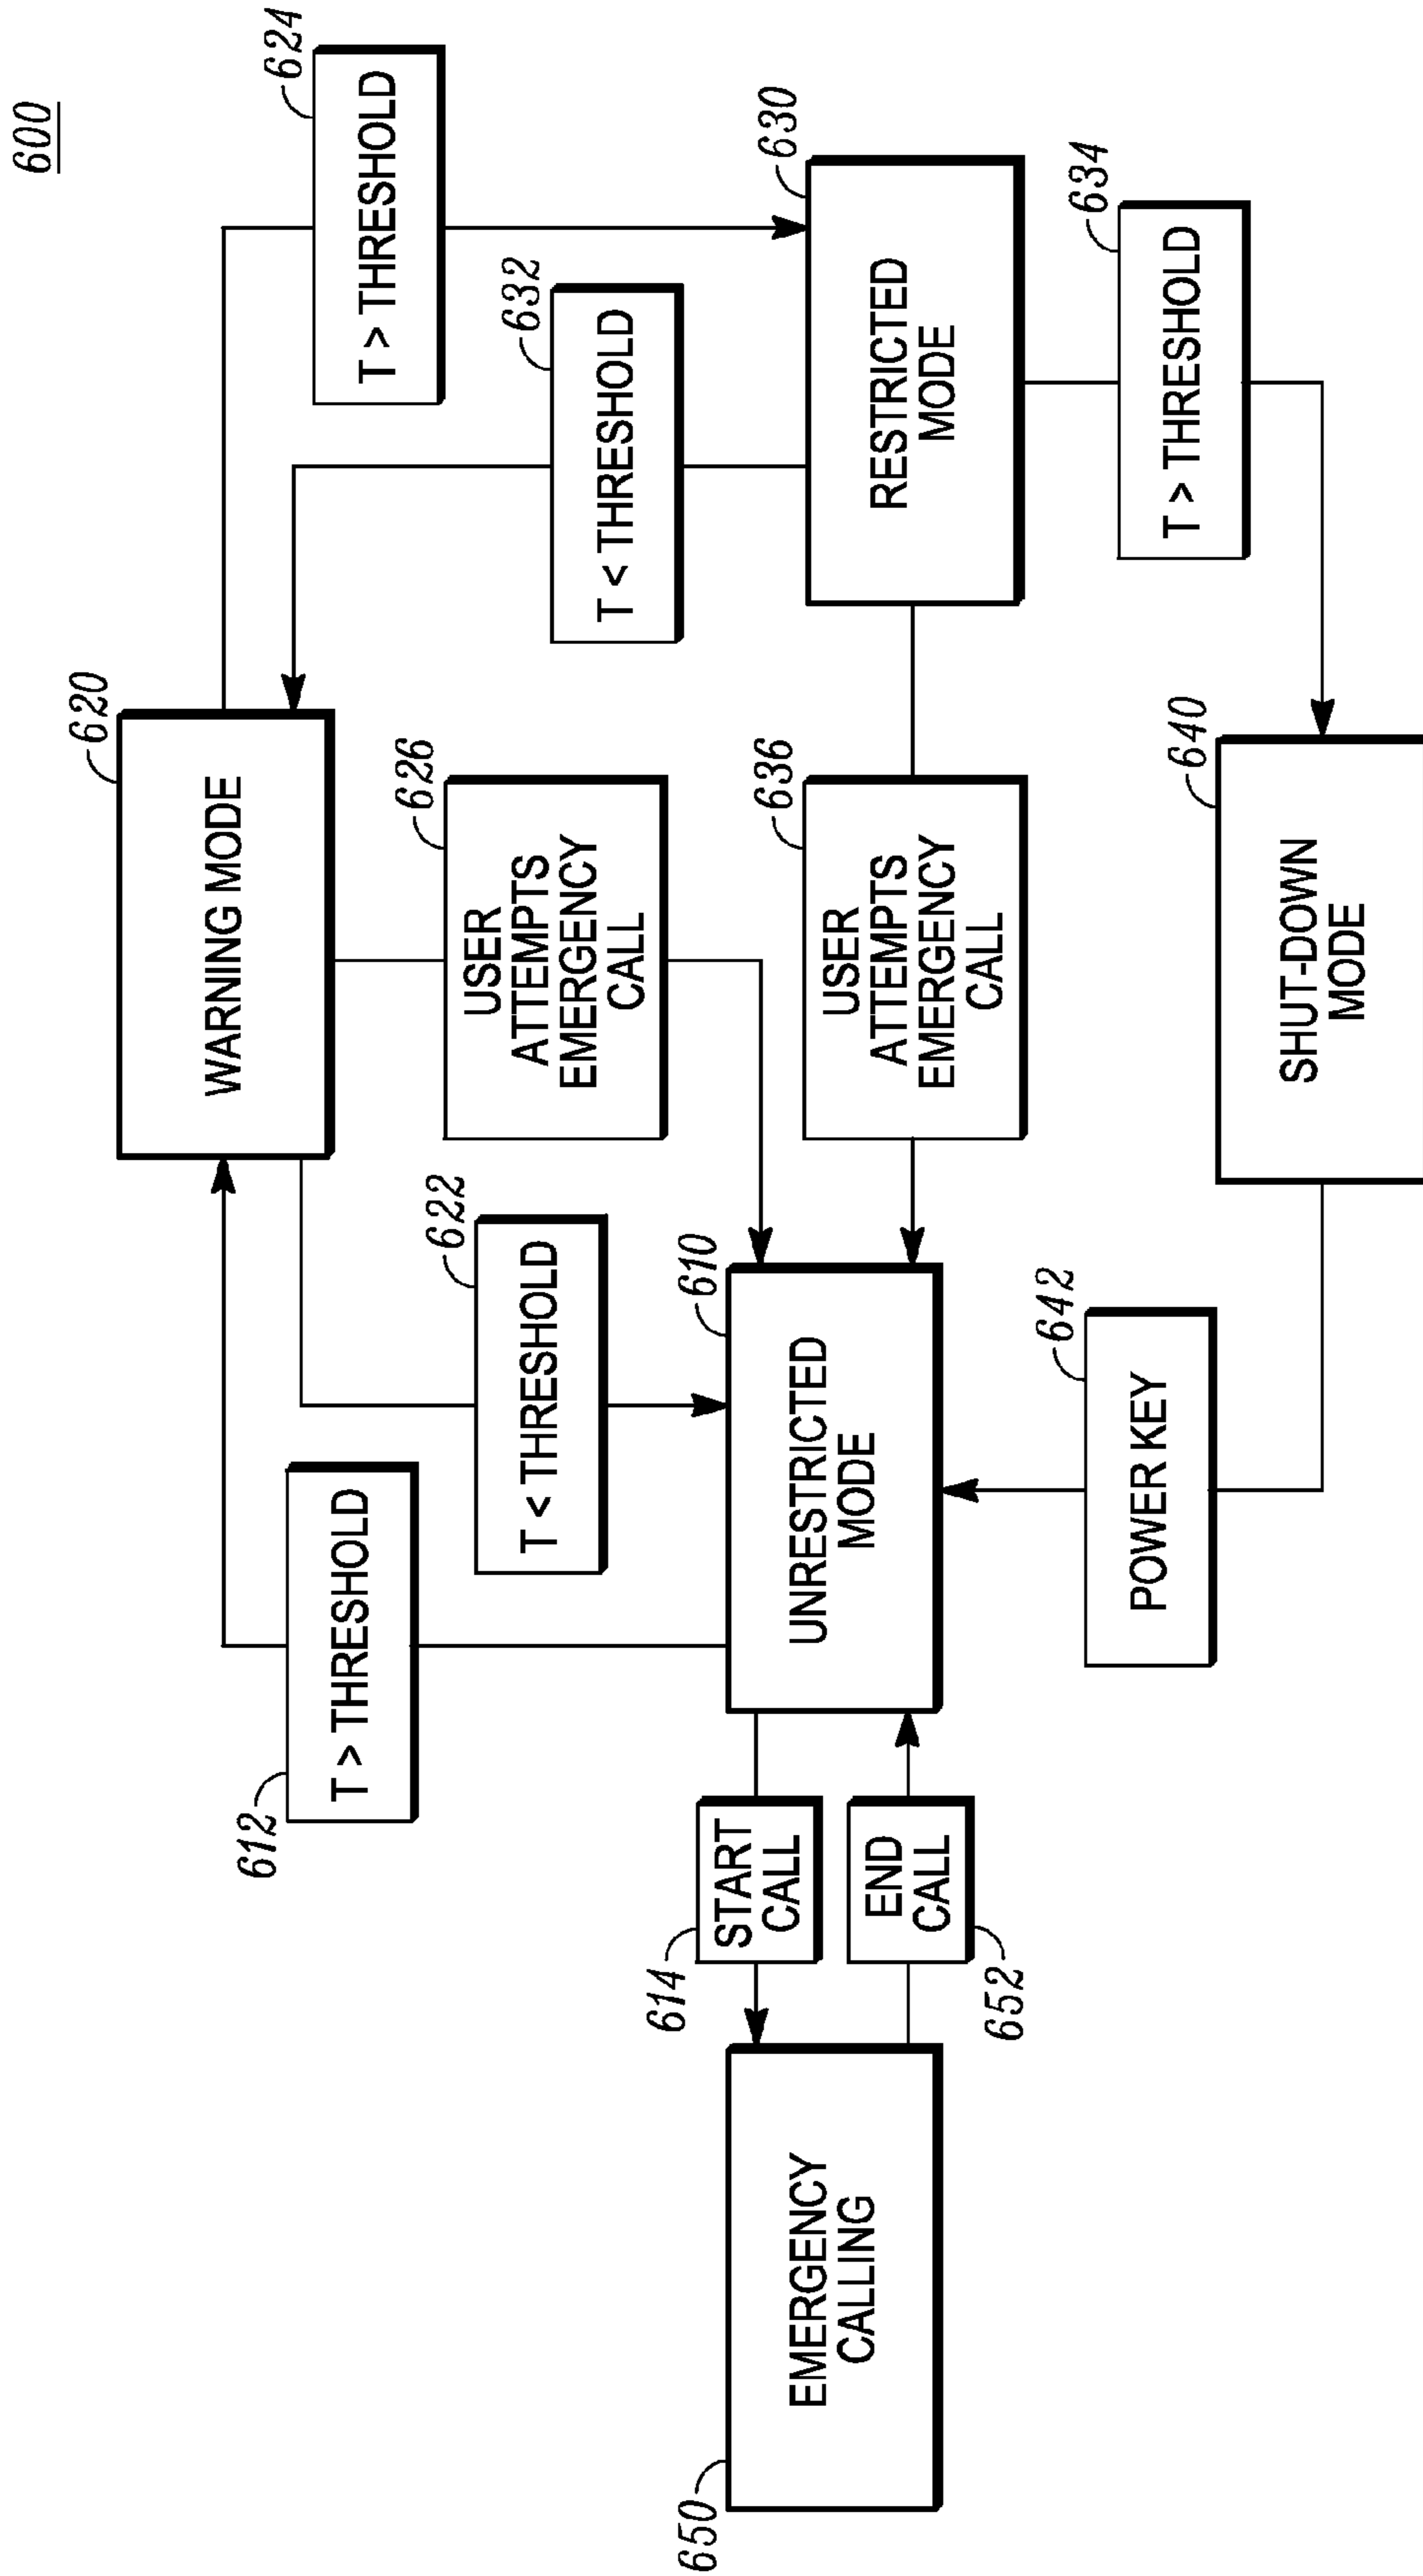 600
620
WARNING MODE
612
T > THRESHOLD
624
T > THRESHOLD
622
T < THRESHOLD
626
USER
ATTEMPTS
EMERGENCY
CALL
632
T < THRESHOLD
650
EMERGENCY
CALLING
614
START
CALL
END
CALL
652
610
UNRESTRICTED
MODE
636
USER
ATTEMPTS
EMERGENCY
CALL
630
RESTRICTED
MODE
642
POWER KEY
634
T > THRESHOLD
640
SHUT-DOWN
MODE